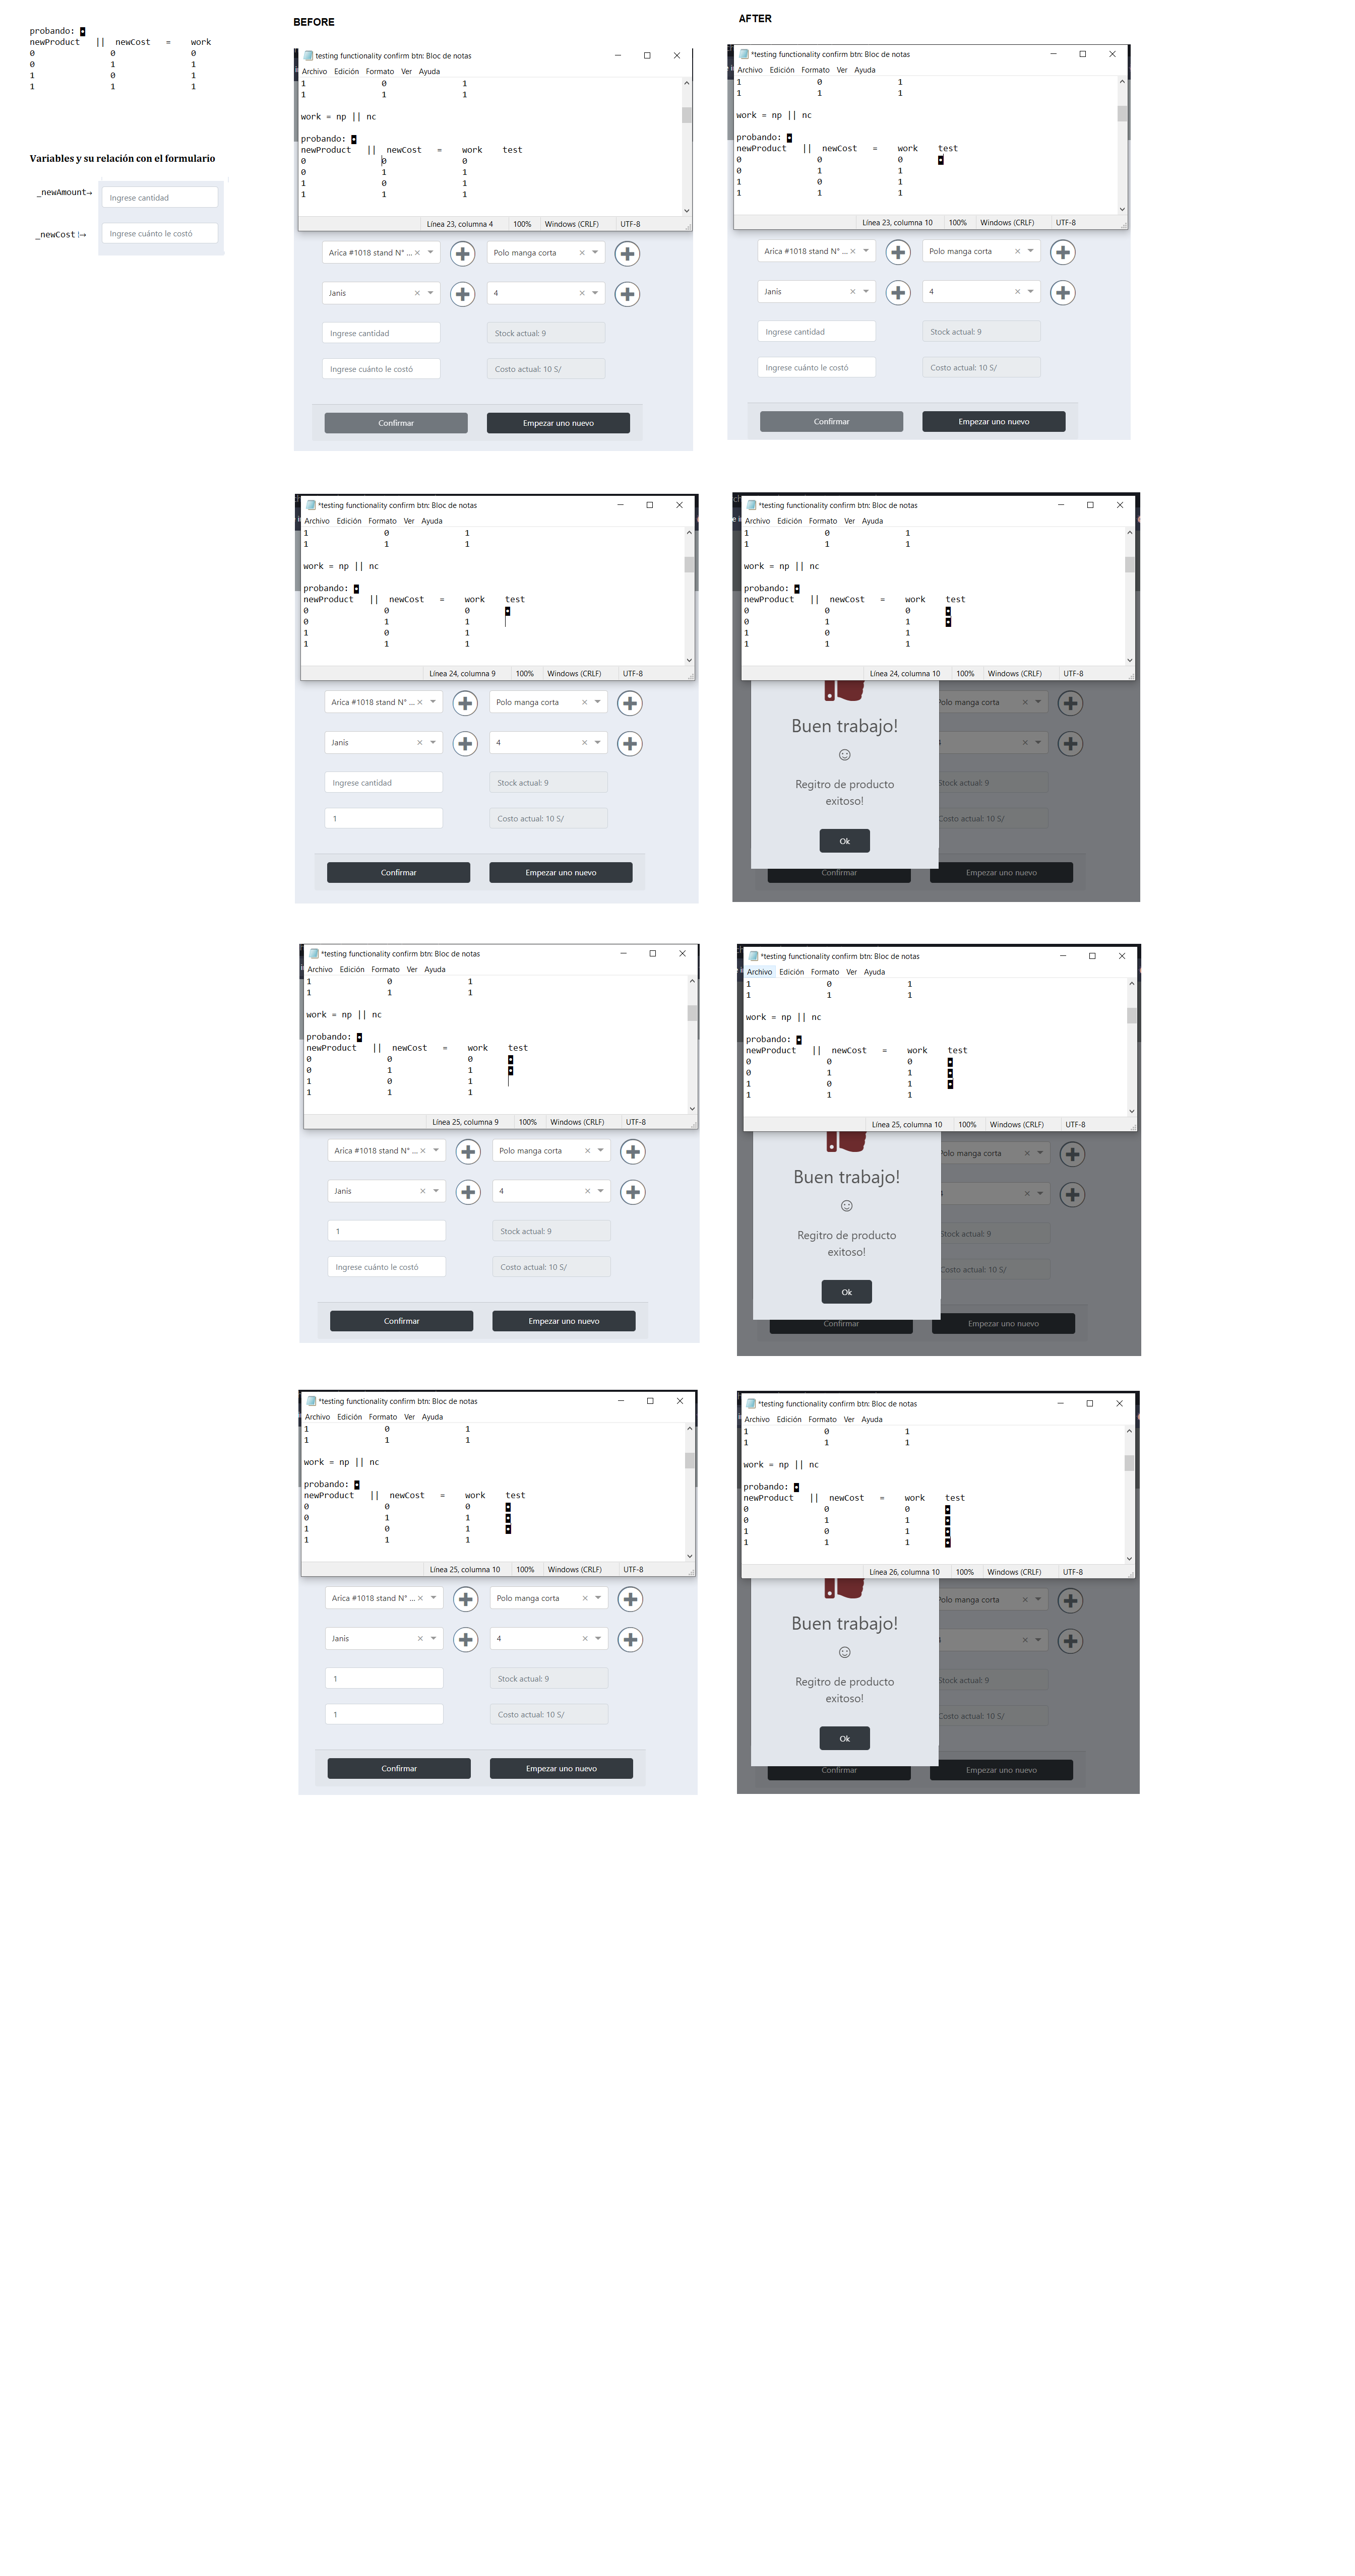 probando: ◘
newProduct || newCost = work
0 0 0
0 1 1
1 0 1
1 1 1
Variables y su relación con el formulario
_newAmount→
Ingrese cantidad
_newCost →
Ingrese cuánto le costó
BEFORE
AFTER
testing functionality confirm btn: Bloc de notas
Archivo Edición Formato Ver Ayuda
1 0 1
1 1 1
work = np || nc
probando: ◘
newProduct || newCost = work test
0 0 0
0 1 1
1 0 1
1 1 1
Línea 23, columna 4 100% Windows (CRLF) UTF-8
Arica #1018 stand N° ... × Polo manga corta ×
Janis × 4 ×
Ingrese cantidad Stock actual: 9
Ingrese cuánto le costó Costo actual: 10 S/
Confirmar Empezar uno nuevo
*testing functionality confirm btn: Bloc de notas
Archivo Edición Formato Ver Ayuda
1 0 1
1 1 1
work = np || nc
probando: ◘
newProduct || newCost = work test
0 0 0 ◘
0 1 1
1 0 1
1 1 1
Línea 23, columna 10 100% Windows (CRLF) UTF-8
Arica #1018 stand N° ... × Polo manga corta ×
Janis × 4 ×
Ingrese cantidad Stock actual: 9
Ingrese cuánto le costó Costo actual: 10 S/
Confirmar Empezar uno nuevo
*testing functionality confirm btn: Bloc de notas
Archivo Edición Formato Ver Ayuda
1 0 1
1 1 1
work = np || nc
probando: ◘
newProduct || newCost = work test
0 0 0 ◘
0 1 1
1 0 1
1 1 1
Línea 24, columna 9 100% Windows (CRLF) UTF-8
Arica #1018 stand N° ... × Polo manga corta ×
Janis × 4 ×
Ingrese cantidad Stock actual: 9
1 Costo actual: 10 S/
Confirmar Empezar uno nuevo
*testing functionality confirm btn: Bloc de notas
Archivo Edición Formato Ver Ayuda
1 0 1
1 1 1
work = np || nc
probando: ◘
newProduct || newCost = work test
0 0 0 ◘
0 1 1 ◘
1 0 1
1 1 1
Línea 24, columna 10 100% Windows (CRLF) UTF-8
Polo manga corta ×
Buen trabajo!
☺
Regitro de producto
exitoso!
Stock actual: 9
Costo actual: 10 S/
Ok
Confirmar Empezar uno nuevo
*testing functionality confirm btn: Bloc de notas
Archivo Edición Formato Ver Ayuda
1 0 1
1 1 1
work = np || nc
probando: ◘
newProduct || newCost = work test
0 0 0 ◘
0 1 1 ◘
1 0 1
1 1 1
Línea 25, columna 9 100% Windows (CRLF) UTF-8
Arica #1018 stand N° ... × Polo manga corta ×
Janis × 4 ×
1 Stock actual: 9
Ingrese cuánto le costó Costo actual: 10 S/
Confirmar Empezar uno nuevo
*testing functionality confirm btn: Bloc de notas
Archivo Edición Formato Ver Ayuda
1 0 1
1 1 1
work = np || nc
probando: ◘
newProduct || newCost = work test
0 0 0 ◘
0 1 1 ◘
1 0 1 ◘
1 1 1
Línea 25, columna 10 100% Windows (CRLF) UTF-8
Polo manga corta ×
Buen trabajo!
☺
Regitro de producto
exitoso!
Stock actual: 9
Costo actual: 10 S/
Ok
Confirmar Empezar uno nuevo
*testing functionality confirm btn: Bloc de notas
Archivo Edición Formato Ver Ayuda
1 0 1
1 1 1
work = np || nc
probando: ◘
newProduct || newCost = work test
0 0 0 ◘
0 1 1 ◘
1 0 1 ◘
1 1 1
Línea 25, columna 10 100% Windows (CRLF) UTF-8
Arica #1018 stand N° ... × Polo manga corta ×
Janis × 4 ×
1 Stock actual: 9
1 Costo actual: 10 S/
Confirmar Empezar uno nuevo
*testing functionality confirm btn: Bloc de notas
Archivo Edición Formato Ver Ayuda
1 0 1
1 1 1
work = np || nc
probando: ◘
newProduct || newCost = work test
0 0 0 ◘
0 1 1 ◘
1 0 1 ◘
1 1 1 ◘
Línea 26, columna 10 100% Windows (CRLF) UTF-8
Polo manga corta ×
Buen trabajo!
☺
Regitro de producto
exitoso!
Stock actual: 9
Costo actual: 10 S/
Ok
Confirmar Empezar uno nuevo